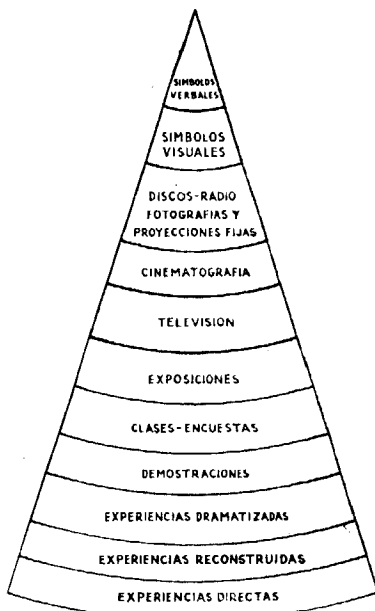 SIMBOLOS
VERBALES
SIMBOLOS
VISUALES
DISCOS-RADIO
FOTOGRAFIAS Y
PROYECCIONES FIJAS
CINEMATOGRAFIA
TELEVISION
EXPOSICIONES
CLASES-ENCUESTAS
DEMOSTRACIONES
EXPERIENCIAS DRAMATIZADAS
EXPERIENCIAS RECONSTRUIDAS
EXPERIENCIAS DIRECTAS